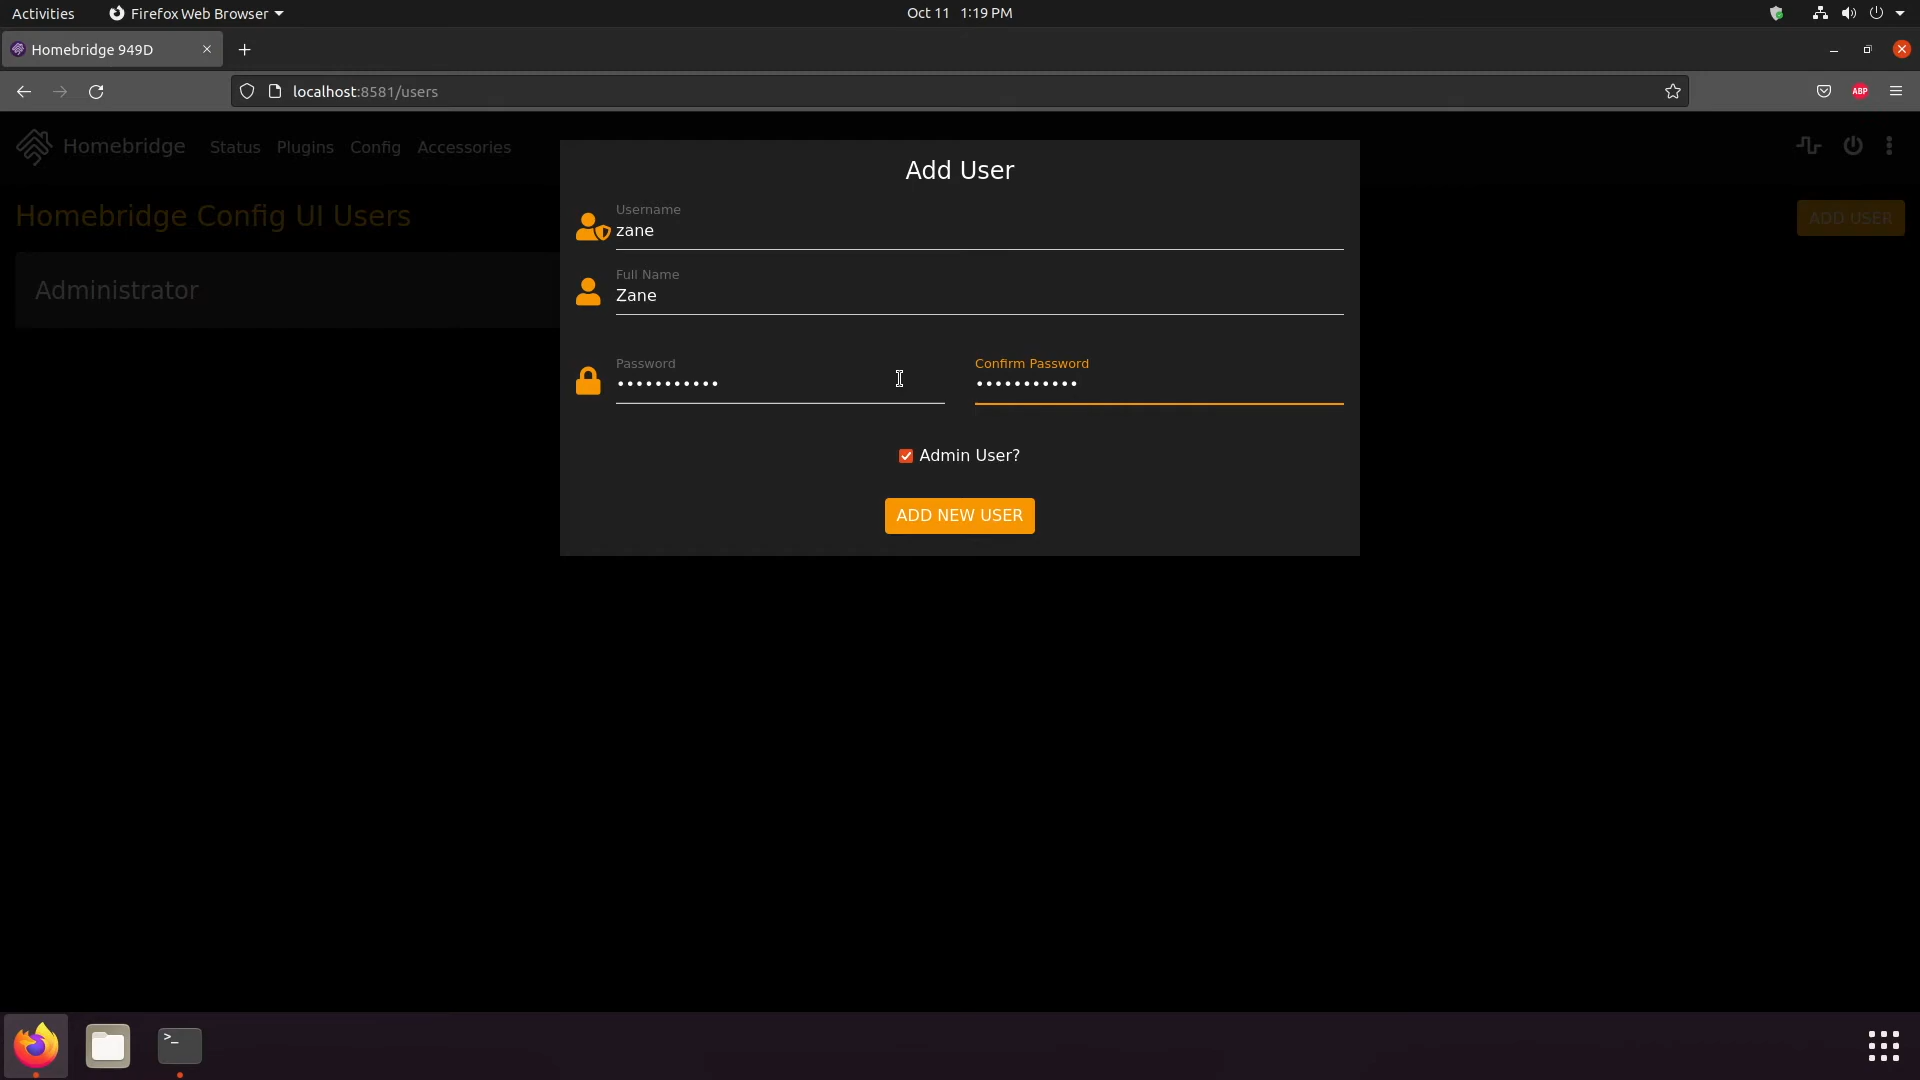 Activities
Firefox Web Browser
Oct 11 1:19 PM
Homebridge 949D
localhost:8581/users
ABP
Homebridge
Status
Plugins
Config
Accessories
Homebridge Config UI Users
ADD USER
Administrator
Add User
Username
zane
Full Name
Zane
Password
•••••••••••
Confirm Password
•••••••••••
Admin User?
ADD NEW USER
>_